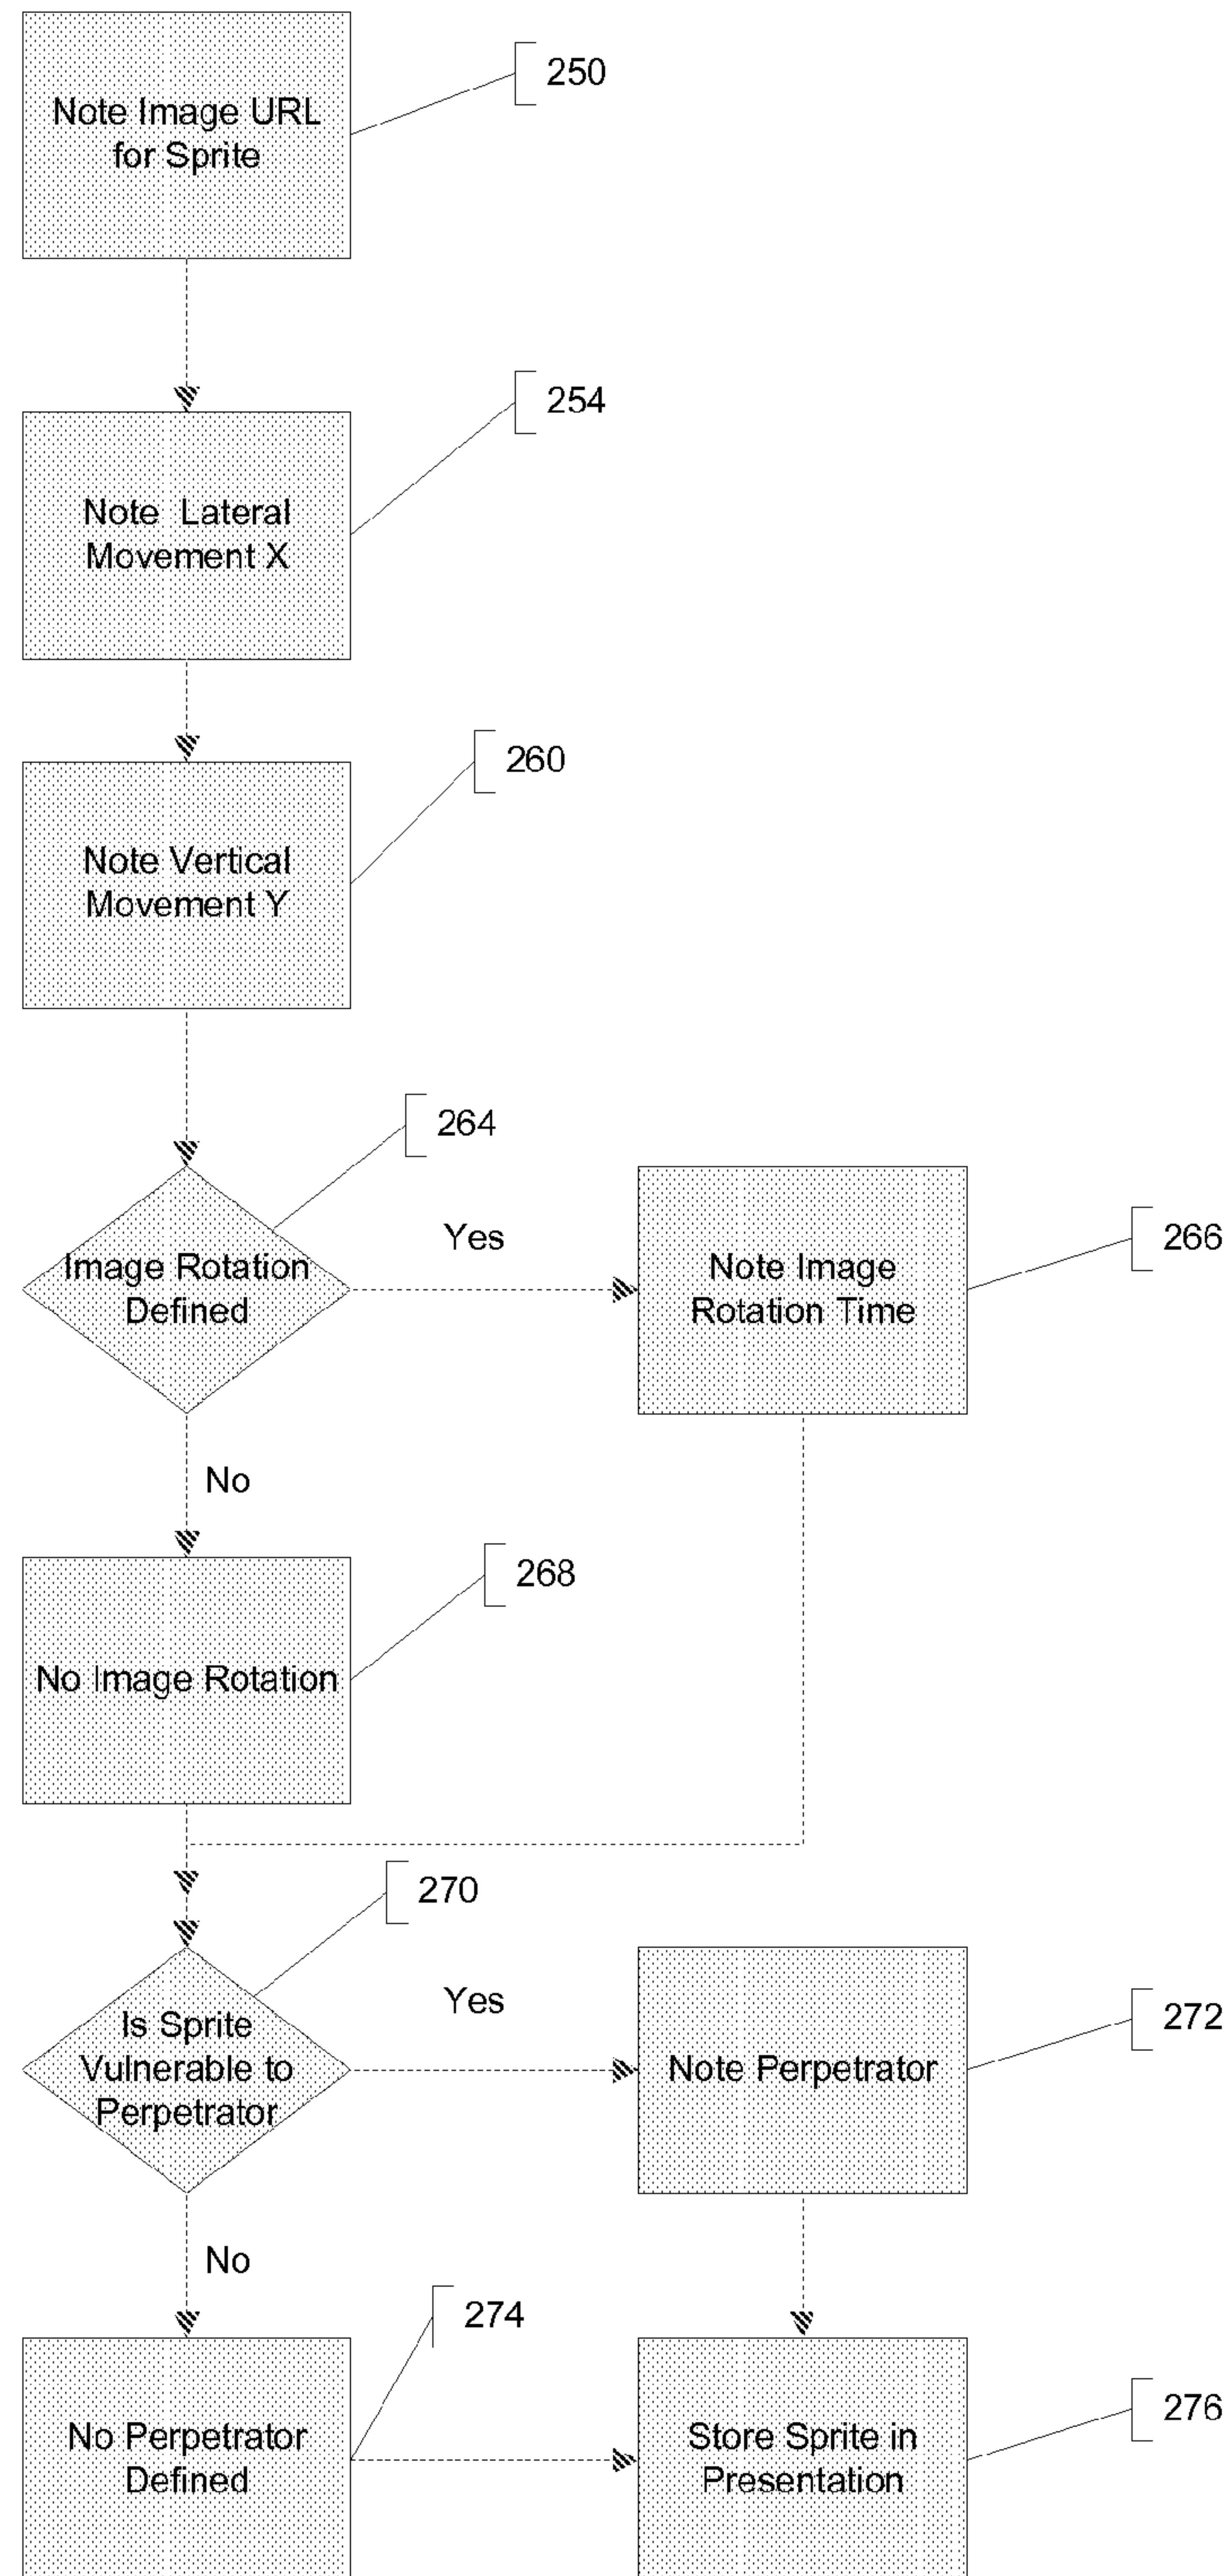 Note Image URL
for Sprite
250
Note Lateral
Movement X
254
Note Vertical
Movement Y
260
Image Rotation
Defined
264
Yes
Note Image
Rotation Time
266
No
No Image Rotation
268
Is Sprite
Vulnerable to
Perpetrator
270
Yes
Note Perpetrator
272
No
No Perpetrator
Defined
274
Store Sprite in
Presentation
276